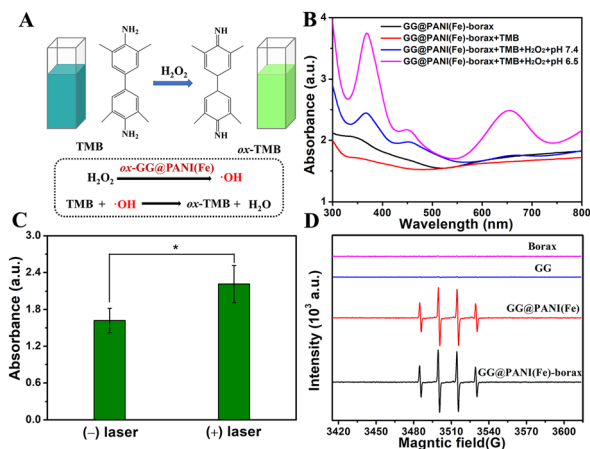 A
NH₂
NH₂
TMB
H₂O₂
NH
NH
ox-TMB
H₂O₂ ox-GG@PANI(Fe) ·OH
TMB + ·OH ox-TMB + H₂O
B
GG@PANI(Fe)-borax
GG@PANI(Fe)-borax+TMB
GG@PANI(Fe)-borax+TMB+H₂O₂+pH 7.4
GG@PANI(Fe)-borax+TMB+H₂O₂+pH 6.5
Absorbance (a.u.)
4
3
2
1
300 400 500 600 700 800
Wavelength (nm)
C
Absorbance (a.u.)
3.0
2.4
1.8
1.2
0.6
0.0
*
(−) laser (+) laser
D
Intensity (10³ a.u.)
Borax
GG
GG@PANI(Fe)
GG@PANI(Fe)-borax
3420 3450 3480 3510 3540 3570 3600
Magntic field(G)